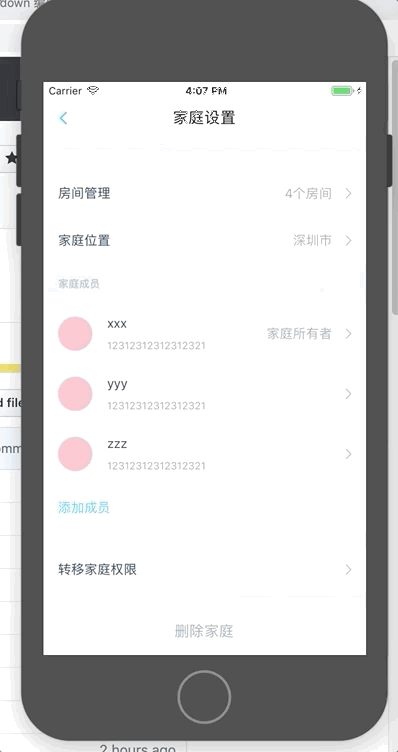 down 编
Carrier 4:07 PM
家庭设置
房间管理 4个房间
家庭位置 深圳市
家庭成员
xxx
12312312312312321 家庭所有者
d file
yyy
12312312312312321
omm
zzz
12312312312312321
添加成员
转移家庭权限
删除家庭
2 hours ago